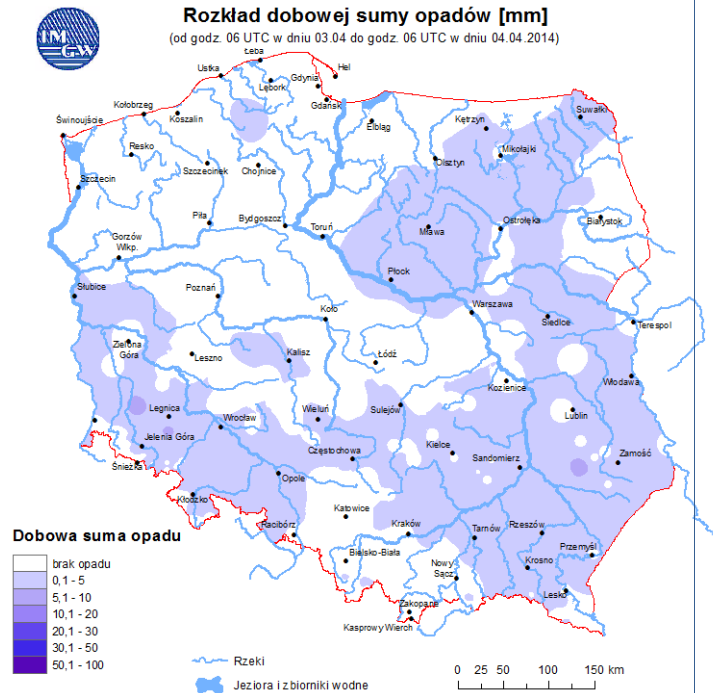 Rozkład dobowej sumy opadów [mm]
(od godz. 06 UTC w dniu 03.04 do godz. 06 UTC w dniu 04.04.2014)
IM
GW
Łeba
Hel
Ustka
Gdynia
Lębork
Gdańsk
Kołobrzeg
Koszalin
Świnoujście
Elbląg
Kętrzyn
Suwałki
Resko
Mikołajki
Olsztyn
Szczecinek
Chojnice
Szczecin
Piła
Bydgoszcz
Toruń
Mława
Ostrołęka
Białystok
Gorzów
Wlkp.
Płock
Słubice
Poznań
Koło
Warszawa
Siedlce
Terespol
Zielona
Góra
Leszno
Kalisz
Łódź
Kozienice
Włodawa
Legnica
Wrocław
Wieluń
Sulejów
Lublin
Jelenia Góra
Częstochowa
Kielce
Sandomierz
Zamość
Śnieżka
Opole
Kłodzko
Katowice
Racibórz
Kraków
Tarnów
Rzeszów
Przemyśl
Bielsko-Biała
Nowy
Sącz
Krosno
Lesko
Zakopane
Kasprowy Wierch
Dobowa suma opadu
brak opadu
0,1 - 5
5,1 - 10
10,1 - 20
20,1 - 30
30,1 - 50
50,1 - 100
Rzeki
Jeziora i zbiorniki wodne
0 25 50 100 150 km